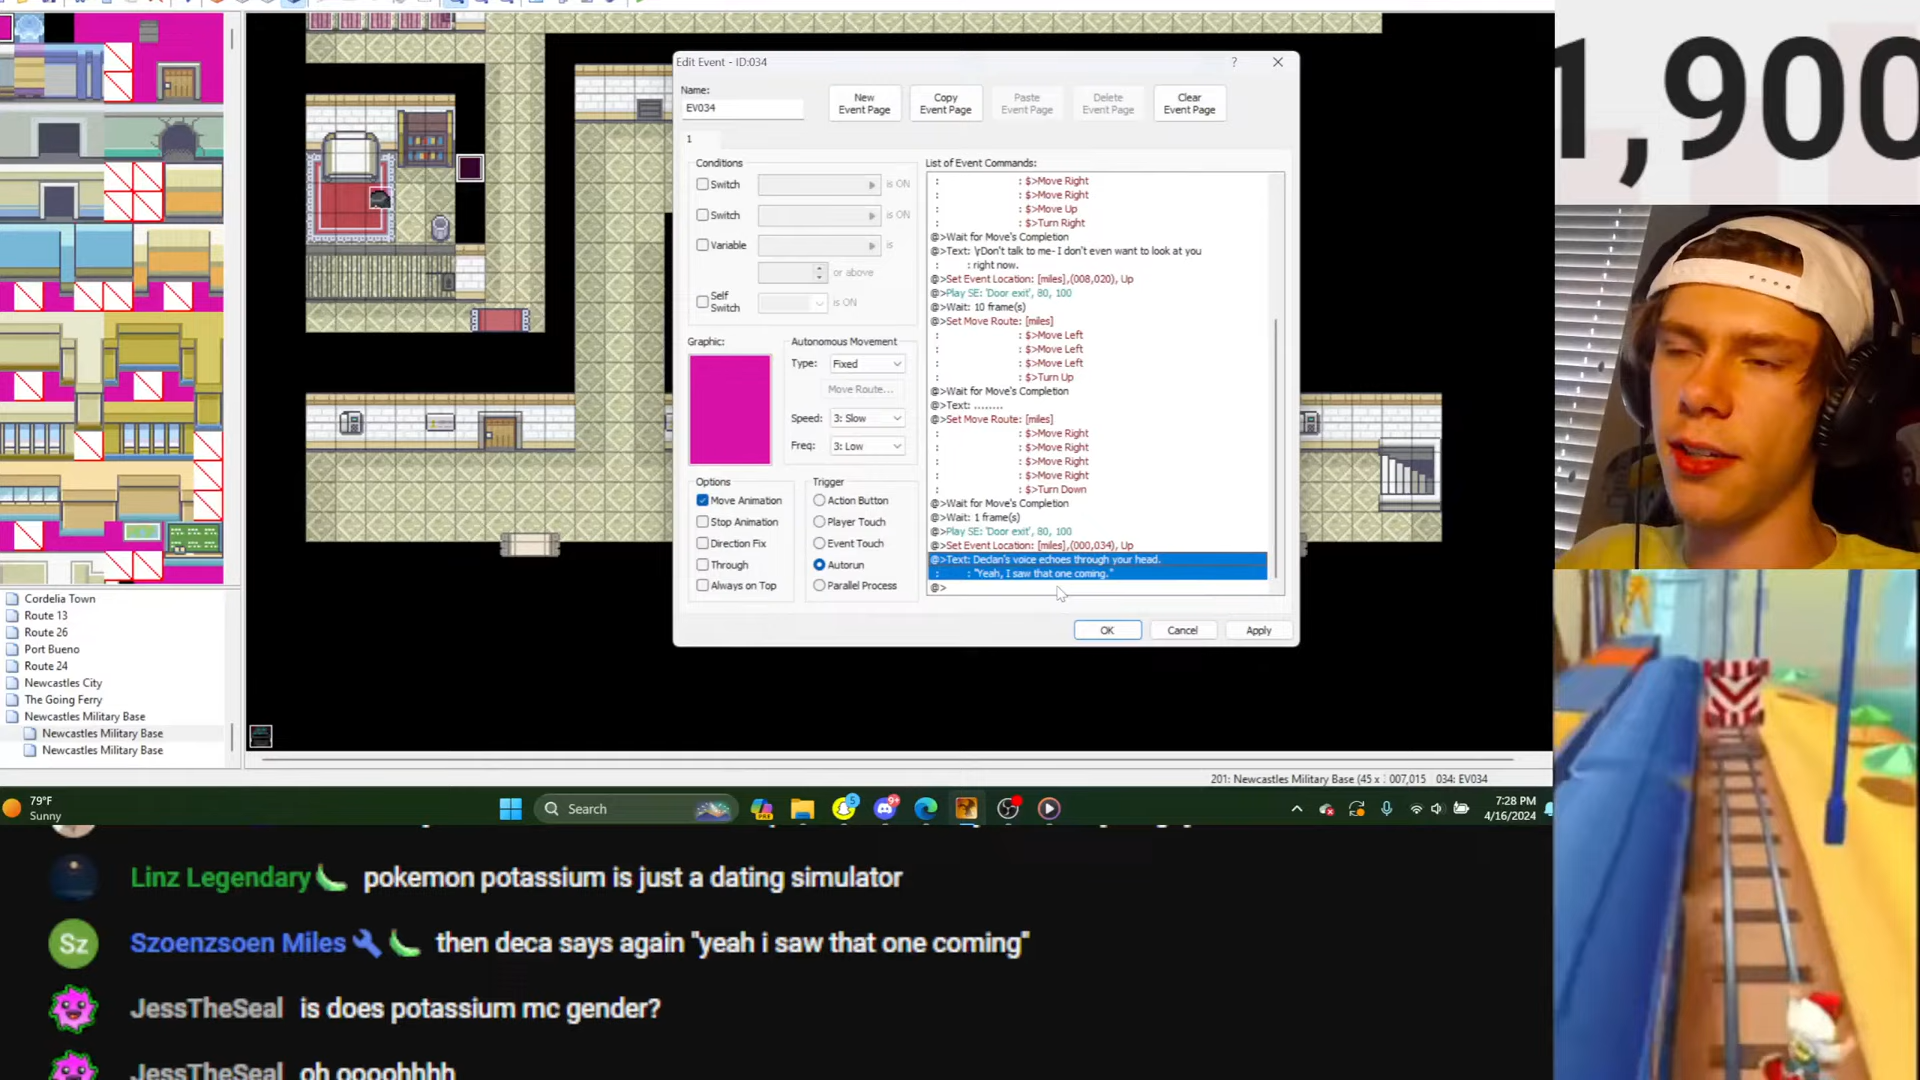 Edit Event - ID:034
?
Name:
EV034
New
Event Page
Copy
Event Page
Paste
Event Page
Delete
Event Page
Clear
Event Page
1
Conditions
Switch
is ON
Switch
is ON
Variable
is
or above
Self
Switch
is ON
Graphic:
Autonomous Movement
Type:
Fixed
Move Route...
Speed:
3: Slow
Freq:
3: Low
Options
Move Animation
Stop Animation
Direction Fix
Through
Always on Top
Trigger
Action Button
Player Touch
Event Touch
Autorun
Parallel Process
List of Event Commands:
: : $>Move Right
: : $>Move Right
: : $>Move Up
: : $>Turn Right
@>Wait for Move's Completion
@>Text: \rDon't talk to me- I don't even want to look at you
: : right now.
@>Set Event Location: [miles],(008,020), Up
@>Play SE: 'Door exit', 80, 100
@>Wait: 10 frame(s)
@>Set Move Route: [miles]
: : $>Move Left
: : $>Move Left
: : $>Move Left
: : $>Turn Up
@>Wait for Move's Completion
@>Text: ........
@>Set Move Route: [miles]
: : $>Move Right
: : $>Move Right
: : $>Move Right
: : $>Move Right
: : $>Turn Down
@>Wait for Move's Completion
@>Wait: 1 frame(s)
@>Play SE: 'Door exit', 80, 100
@>Set Event Location: [miles],(000,034), Up
@>Text: Declan's voice echoes through your head.
: : "Yeah, I saw that one coming."
@>
OK
Cancel
Apply
1,900
Cordelia Town
Route 13
Route 26
Port Bueno
Route 24
Newcastles City
The Going Ferry
Newcastles Military Base
Newcastles Military Base
Newcastles Military Base
201: Newcastles Military Base (45 x
007,015
034: EV034
79°F
Sunny
Search
7:28 PM
4/16/2024
Linz Legendary pokemon potassium is just a dating simulator
Sz
Szoenzsoen Miles then deca says again "yeah i saw that one coming"
JessTheSeal is does potassium mc gender?
JessTheSeal oh ooohhhh